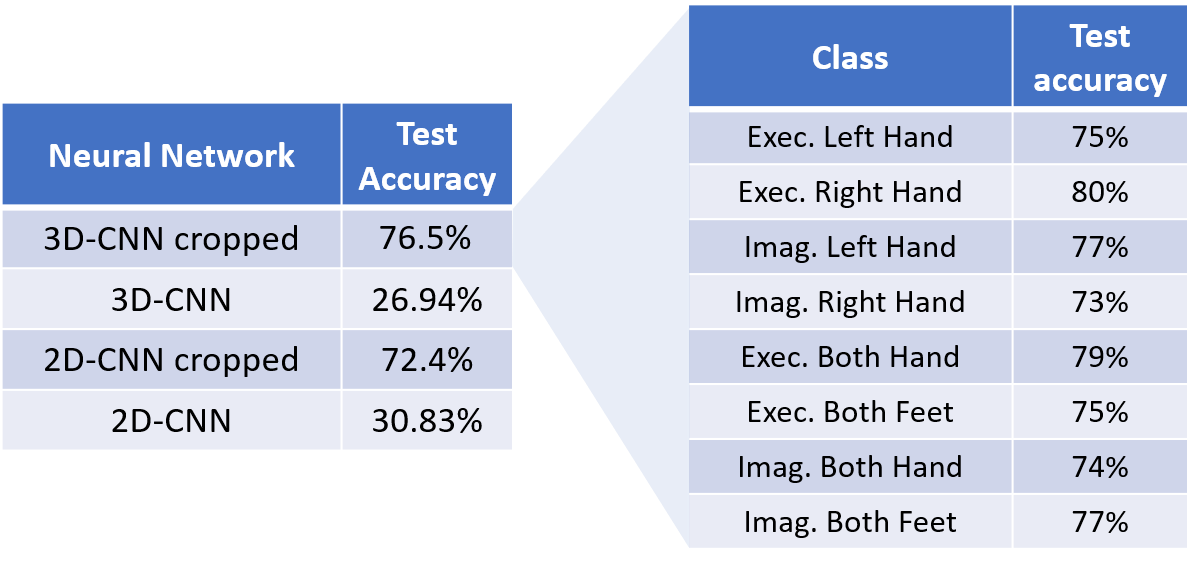 Neural Network Test Accuracy
3D-CNN cropped 76.5%
3D-CNN 26.94%
2D-CNN cropped 72.4%
2D-CNN 30.83%
Class Test accuracy
Exec. Left Hand 75%
Exec. Right Hand 80%
Imag. Left Hand 77%
Imag. Right Hand 73%
Exec. Both Hand 79%
Exec. Both Feet 75%
Imag. Both Hand 74%
Imag. Both Feet 77%